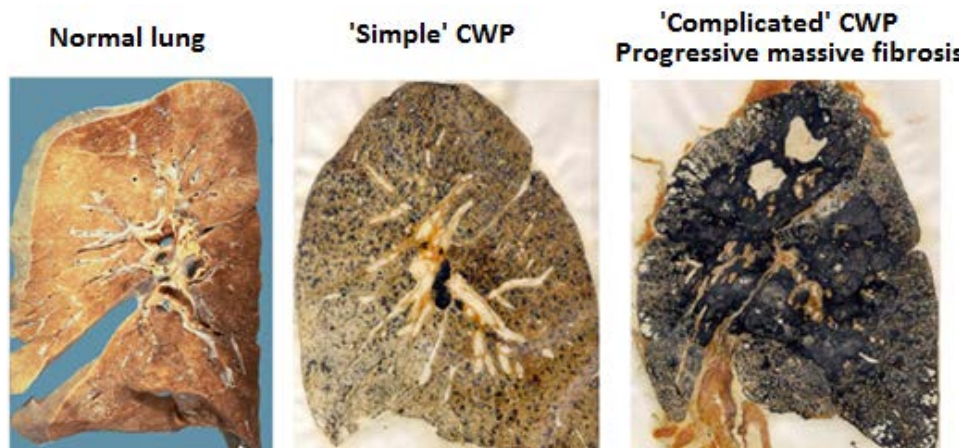 Normal lung
'Simple' CWP
'Complicated' CWP
Progressive massive fibrosis